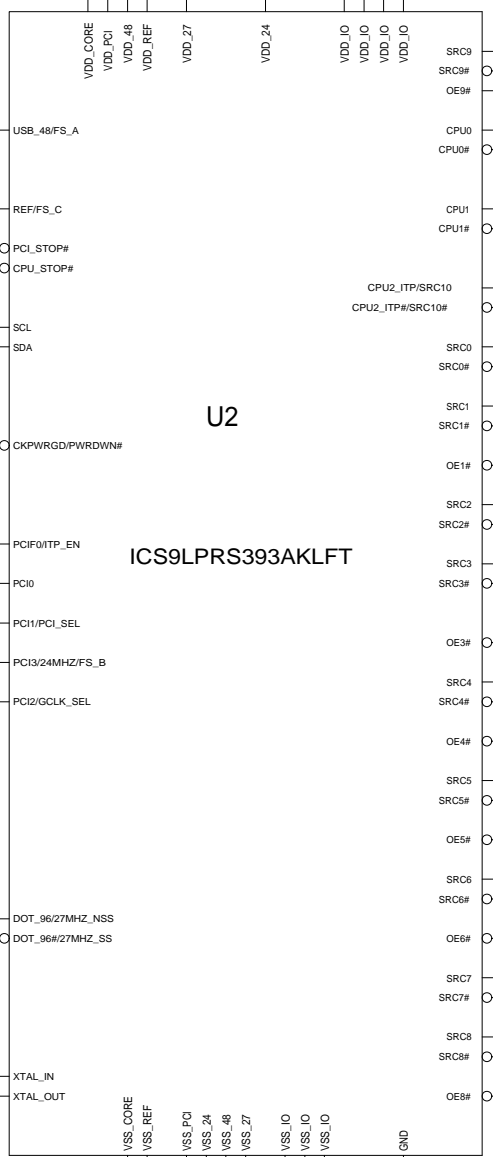 VDD_CORE
VDD_PCI
VDD_48
VDD_REF
VDD_27
VDD_24
VDD_IO
VDD_IO
VDD_IO
VDD_IO
USB_48/FS_A
REF/FS_C
PCI_STOP#
CPU_STOP#
SCL
SDA
CKPWRGD/PWRDWN#
PCIF0/ITP_EN
PCI0
PCI1/PCI_SEL
PCI3/24MHZ/FS_B
PCI2/GCLK_SEL
DOT_96/27MHZ_NSS
DOT_96#/27MHZ_SS
XTAL_IN
XTAL_OUT
U2
ICS9LPRS393AKLFT
SRC9
SRC9#
OE9#
CPU0
CPU0#
CPU1
CPU1#
CPU2_ITP/SRC10
CPU2_ITP#/SRC10#
SRC0
SRC0#
SRC1
SRC1#
OE1#
SRC2
SRC2#
SRC3
SRC3#
OE3#
SRC4
SRC4#
OE4#
SRC5
SRC5#
OE5#
SRC6
SRC6#
OE6#
SRC7
SRC7#
SRC8
SRC8#
OE8#
VSS_CORE
VSS_REF
VSS_PCI
VSS_24
VSS_48
VSS_27
VSS_IO
VSS_IO
VSS_IO
GND